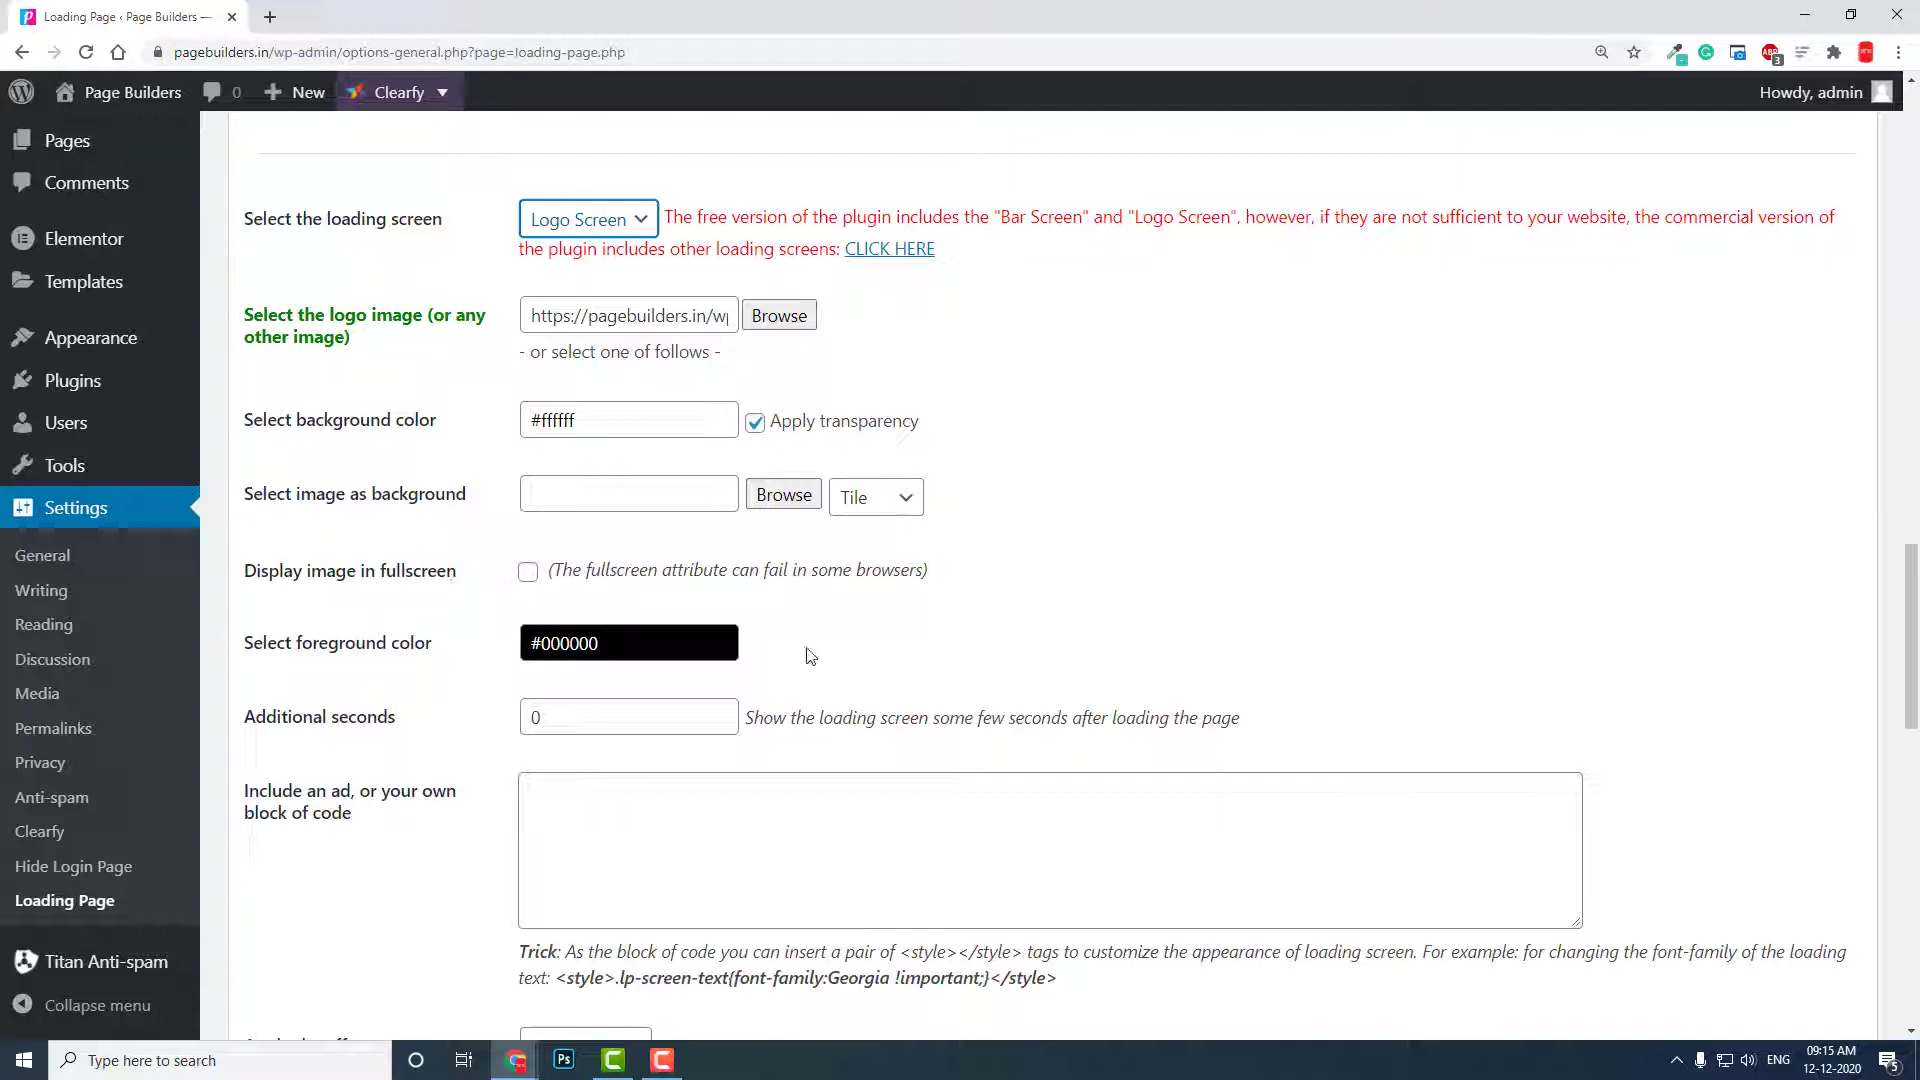 Loading Page ‹ Page Builders —
pagebuilders.in/wp-admin/options-general.php?page=loading-page.php
3
Page Builders
0
New
Clearfy
Howdy, admin
Pages
Comments
Elementor
Templates
Appearance
Plugins
Users
Tools
Settings
General
Writing
Reading
Discussion
Media
Permalinks
Privacy
Anti-spam
Clearfy
Hide Login Page
Loading Page
Titan Anti-spam
Collapse menu
Select the loading screen
Logo Screen
The free version of the plugin includes the "Bar Screen" and "Logo Screen", however, if they are not sufficient to your website, the commercial version of
the plugin includes other loading screens: CLICK HERE
Select the logo image (or any
other image)
https://pagebuilders.in/wp
Browse
- or select one of follows -
Select background color
#ffffff
Apply transparency
Select image as background
Browse
Tile
Display image in fullscreen
(The fullscreen attribute can fail in some browsers)
Select foreground color
#000000
Additional seconds
0
Show the loading screen some few seconds after loading the page
Include an ad, or your own
block of code
Trick: As the block of code you can insert a pair of <style></style> tags to customize the appearance of loading screen. For example: for changing the font-family of the loading
text: <style>.lp-screen-text{font-family:Georgia !important;}</style>
Type here to search
Ps
ENG
09:15 AM
12-12-2020
5